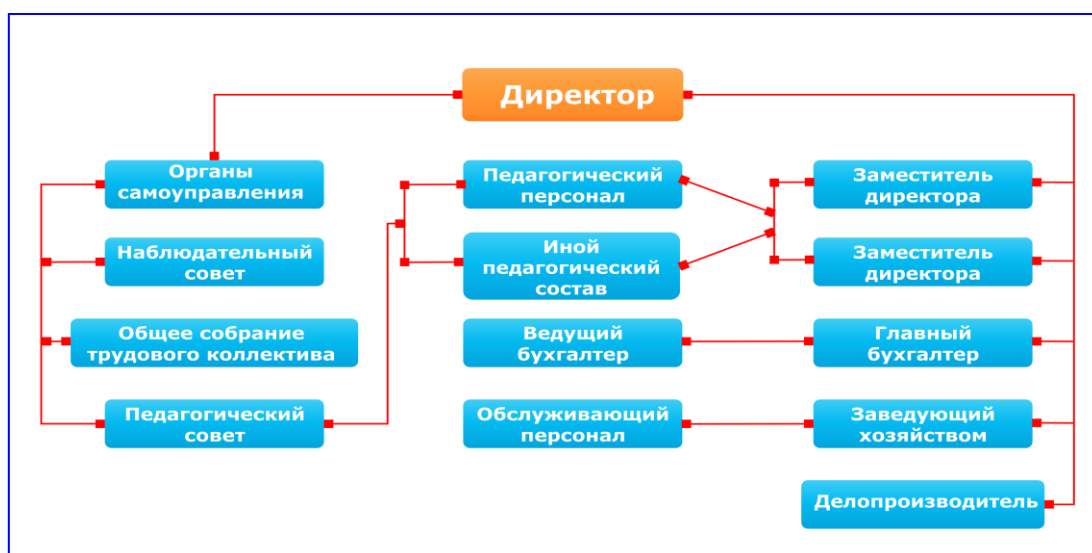 Директор
Органы
самоуправления
Педагогический
персонал
Заместитель
директора
Наблюдательный
совет
Иной
педагогический
состав
Заместитель
директора
Общее собрание
трудового коллектива
Ведущий
бухгалтер
Главный
бухгалтер
Педагогический
совет
Обслуживающий
персонал
Заведующий
хозяйством
Делопроизводитель